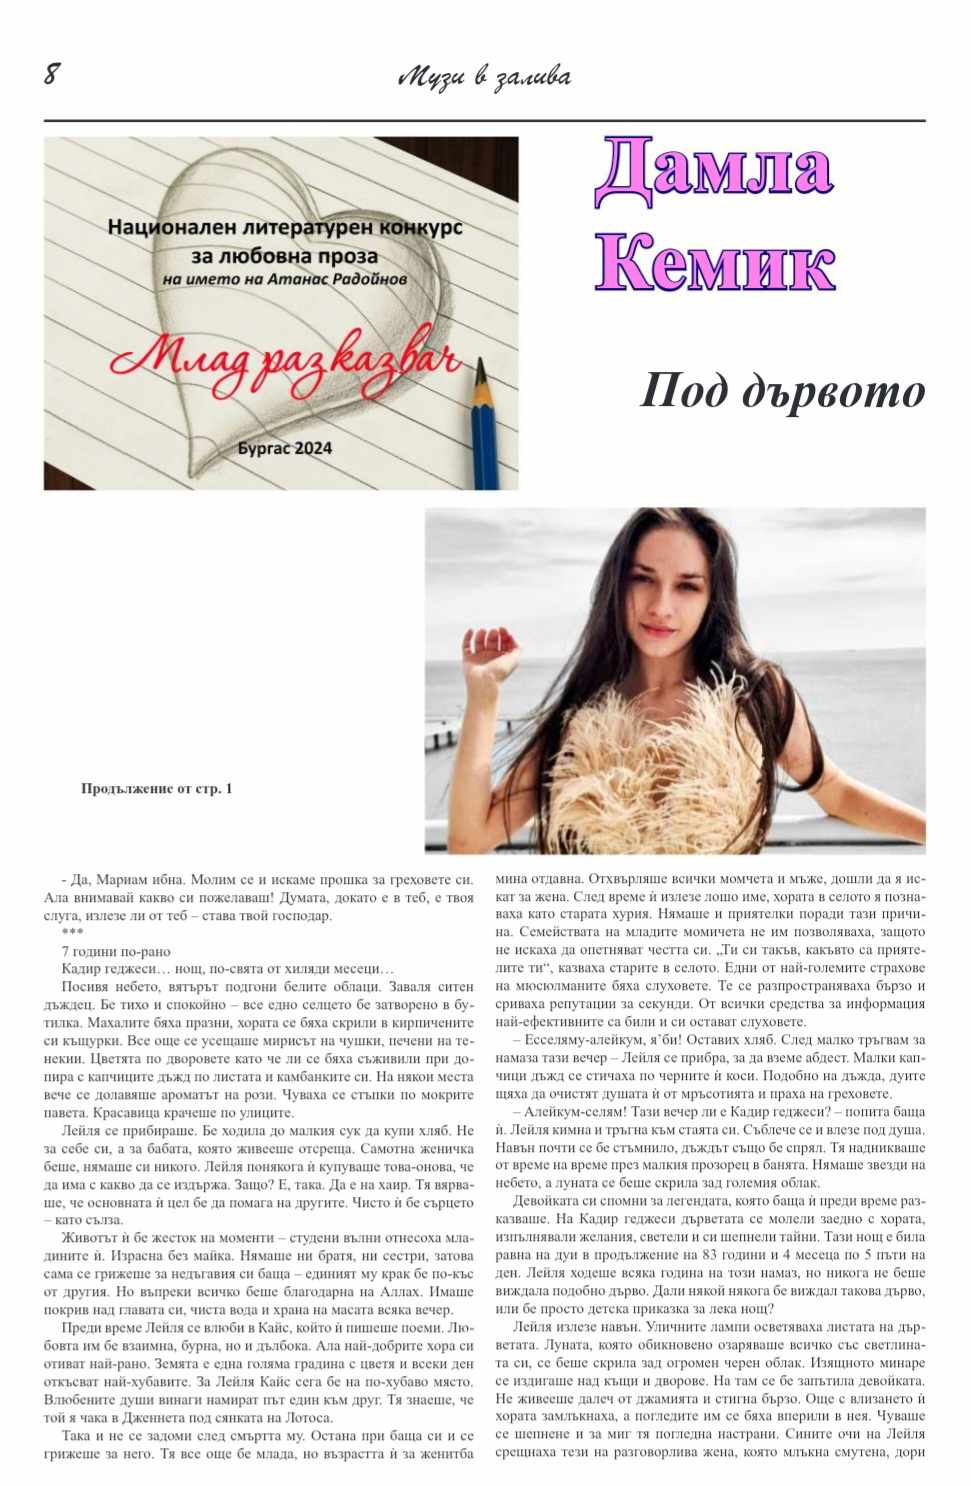 8
Музи в залива
Национален литературен конкурс
за любовна проза
на името на Атанас Радойнов
Млад разказвач
Бургас 2024
Дамла
Кемик
Под дървото
Продължение от стр. 1
- Да, Мариам ибна. Молим се и искаме прошка за греховете си.
Ала внимавай какво си пожелаваш! Думата, докато е в теб, е твоя
слуга, излезе ли от теб – става твой господар.
***
7 години по-рано
Кадир геджеси… нощ, по-свята от хиляди месеци…
Посивя небето, вятърът подгони белите облаци. Заваля ситен
дъждец. Бе тихо и спокойно – все едно селцето бе затворено в бу-
тилка. Махалите бяха празни, хората се бяха скрили в кирпичените
си къщурки. Все още се усещаше мирисът на чушки, печени на те-
некии. Цветята по дворовете като че ли се бяха съживили при до-
пира с капчиците дъжд по листата и камбанките си. На някои места
вече се долавяше ароматът на рози. Чуваха се стъпки по мокрите
павета. Красавица крачеше по улиците.
Лейля се прибираше. Бе ходила до малкия сук да купи хляб. Не
за себе си, а за бабата, която живееше отсреща. Самотна женичка
беше, нямаше си никого. Лейля понякога ѝ купуваше това-онова, че
да има с какво да се издържа. Защо? Е, така. Да е на хаир. Тя вярва-
ше, че основната ѝ цел бе да помага на другите. Чисто ѝ бе сърцето
– като сълза.
Животът ѝ бе жесток на моменти – студени вълни отнесоха мла-
дините ѝ. Израсна без майка. Нямаше ни братя, ни сестри, затова
сама се грижеше за недъгавия си баща – единият му крак бе по-къс
от другия. Но въпреки всичко беше благодарна на Аллах. Имаше
покрив над главата си, чиста вода и храна на масата всяка вечер.
Преди време Лейля се влюби в Кайс, който ѝ пишеше поеми. Лю-
бовта им бе взаимна, бурна, но и дълбока. Ала най-добрите хора си
отиват най-рано. Земята е една голяма градина с цветя и всеки ден
откъсват най-хубавите. За Лейля Кайс сега бе на по-хубаво място.
Влюбените души винаги намират път един към друг. Тя знаеше, че
той я чака в Дженнета под сянката на Лотоса.
Така и не се задоми след смъртта му. Остана при баща си и се
грижеше за него. Тя все още бе млада, но възрастта ѝ за женитба
мина отдавна. Отхвърляше всички момчета и мъже, дошли да я ис-
кат за жена. След време ѝ излезе лошо име, хората в селото я позна-
ваха като старата хурия. Нямаше и приятелки поради тази причи-
на. Семействата на младите момичета не им позволяваха, защото
не искаха да опетняват честта си. „Ти си такъв, какъвто са прияте-
лите ти“, казваха старите в селото. Едни от най-големите страхове
на мюсюлманите бяха слуховете. Те се разпространяваха бързо и
сриваха репутации за секунди. От всички средства за информация
най-ефективните са били и си остават слуховете.
– Есселяму-алейкум, я’би! Оставих хляб. След малко тръгвам за
намаза тази вечер – Лейля се прибра, за да вземе абдест. Малки кап-
чици дъжд се стичаха по черните ѝ коси. Подобно на дъжда, дуите
щяха да очистят душата ѝ от мръсотията и праха на греховете.
– Алейкум-селям! Тази вечер ли е Кадир геджеси? – попита баща
ѝ. Лейля кимна и тръгна към стаята си. Съблече се и влезе под душа.
Навън почти се бе стъмнило, дъждът също бе спрял. Тя надникваше
от време на време през малкия прозорец в банята. Нямаше звезди на
небето, а луната се беше скрила зад големия облак.
Девойката си спомни за легендата, която баща ѝ преди време раз-
казваше. На Кадир геджеси дърветата се молели заедно с хората,
изпълнявали желания, светели и си шепнели тайни. Тази нощ е била
равна на дуи в продължение на 83 години и 4 месеца по 5 пъти на
ден. Лейля ходеше всяка година на този намаз, но никога не беше
виждала подобно дърво. Дали някой някога бе виждал такова дърво,
или бе просто детска приказка за лека нощ?
Лейля излезе навън. Уличните лампи осветяваха листата на дър-
ветата. Луната, която обикновено озаряваше всичко със светлина-
та си, се беше скрила зад огромен черен облак. Изящното минаре
се издигаше над къщи и дворове. На там се бе запътила девойката.
Не живееше далеч от джамията и стигна бързо. Още с влизането ѝ
хората замлъкнаха, а погледите им се бяха вперили в нея. Чуваше
се шепнене и за миг тя погледна настрани. Сините очи на Лейля
срещнаха тези на разговорлива жена, която млъкна смутена, дори